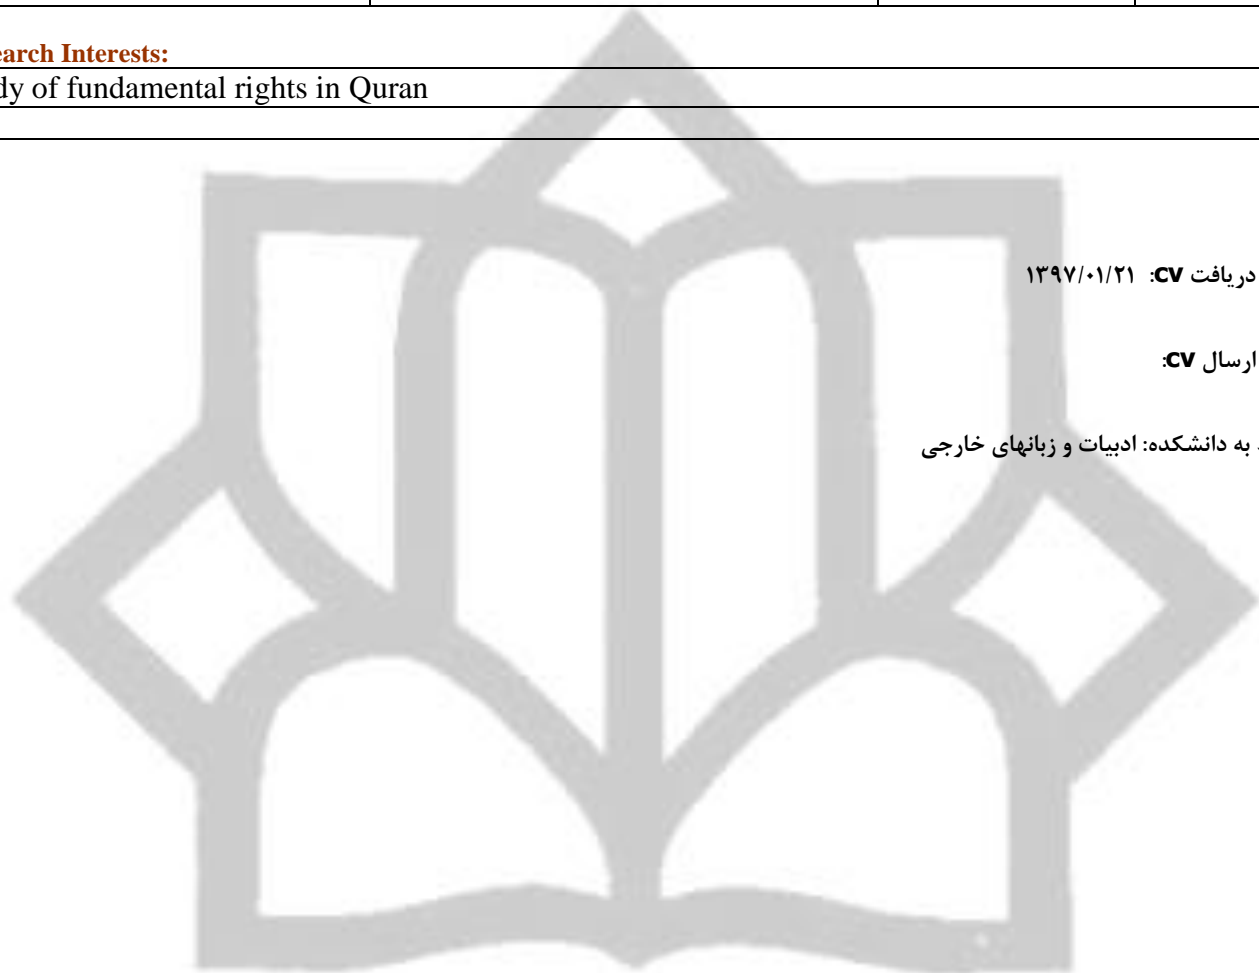 earch Interests:
dy of fundamental rights in Quran
دریافت CV: ۱۳۹۷/۰۱/۲۱
ارسال CV:
به دانشکده: ادبیات و زبانهای خارجی